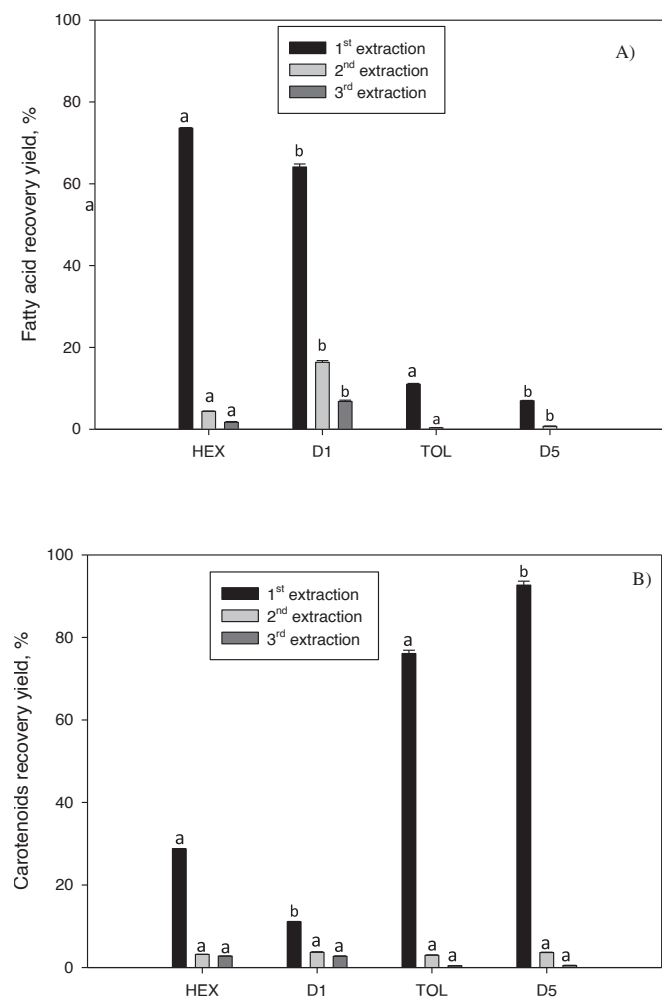 100
80
60
40
20
0
Fatty acid recovery yield, %
1st extraction
2nd extraction
3rd extraction
A)
a
a
a
a
b
b
b
a
a
b
b
HEX D1 TOL D5
100
80
60
40
20
0
Carotenoids recovery yield, %
1st extraction
2nd extraction
3rd extraction
B)
a
a
a
b
a
a
a
a
a
b
a
a
HEX D1 TOL D5